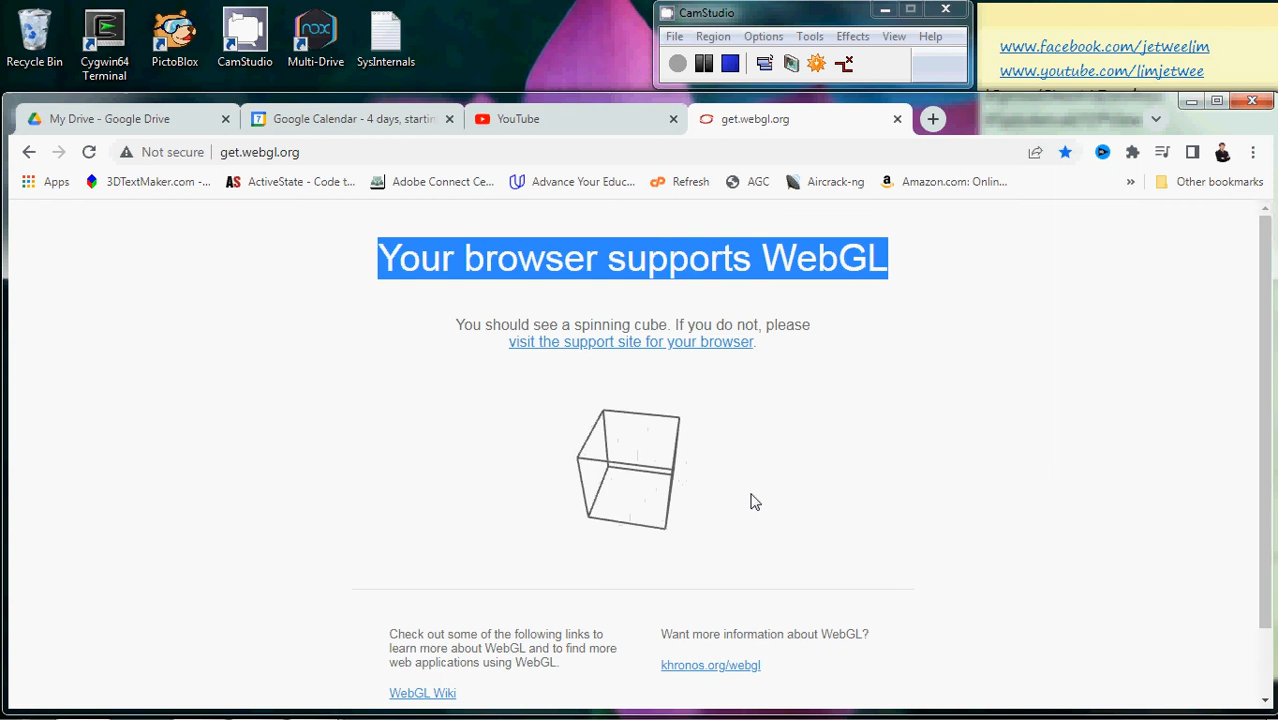 CamStudio
File Region Options Tools Effects View Help
www.facebook.com/jetweelim
www.youtube.com/limjetwee
Recycle Bin
Cygwin64 Terminal
PictoBlox
CamStudio
nox
Multi-Drive
SysInternals
My Drive - Google Drive
7
Google Calendar - 4 days, startin
YouTube
get.webgl.org
Not secure get.webgl.org
Apps
3DTextMaker.com -...
AS ActiveState - Code t...
Adobe Connect Ce...
Advance Your Educ...
CP Refresh
AGC
Aircrack-ng
a Amazon.com: Onlin...
»
Other bookmarks
Your browser supports WebGL
You should see a spinning cube. If you do not, please
visit the support site for your browser.
Check out some of the following links to
learn more about WebGL and to find more
web applications using WebGL.
WebGL Wiki
Want more information about WebGL?
khronos.org/webgl